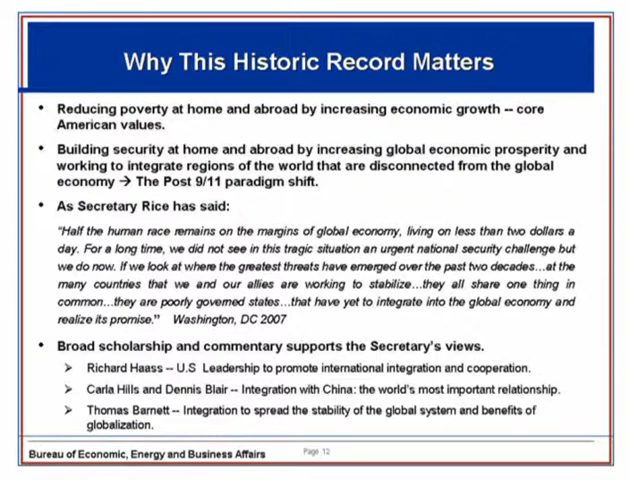 Why This Historic Record Matters
• Reducing poverty at home and abroad by increasing economic growth -- core
American values.
• Building security at home and abroad by increasing global economic prosperity and
working to integrate regions of the world that are disconnected from the global
economy → The Post 9/11 paradigm shift.
• As Secretary Rice has said:
"Half the human race remains on the margins of global economy, living on less than two dollars a
day. For a long time, we did not see in this tragic situation an urgent national security challenge but
we do now. If we look at where the greatest threats have emerged over the past two decades…at the
many countries that we and our allies are working to stabilize…they all share one thing in
common…they are poorly governed states…that have yet to integrate into the global economy and
realize its promise." Washington, DC 2007
• Broad scholarship and commentary supports the Secretary's views.
➢ Richard Haass -- U.S Leadership to promote international integration and cooperation.
➢ Carla Hills and Dennis Blair -- Integration with China: the world's most important relationship.
➢ Thomas Barnett -- Integration to spread the stability of the global system and benefits of
globalization.
Bureau of Economic, Energy and Business Affairs Page 12